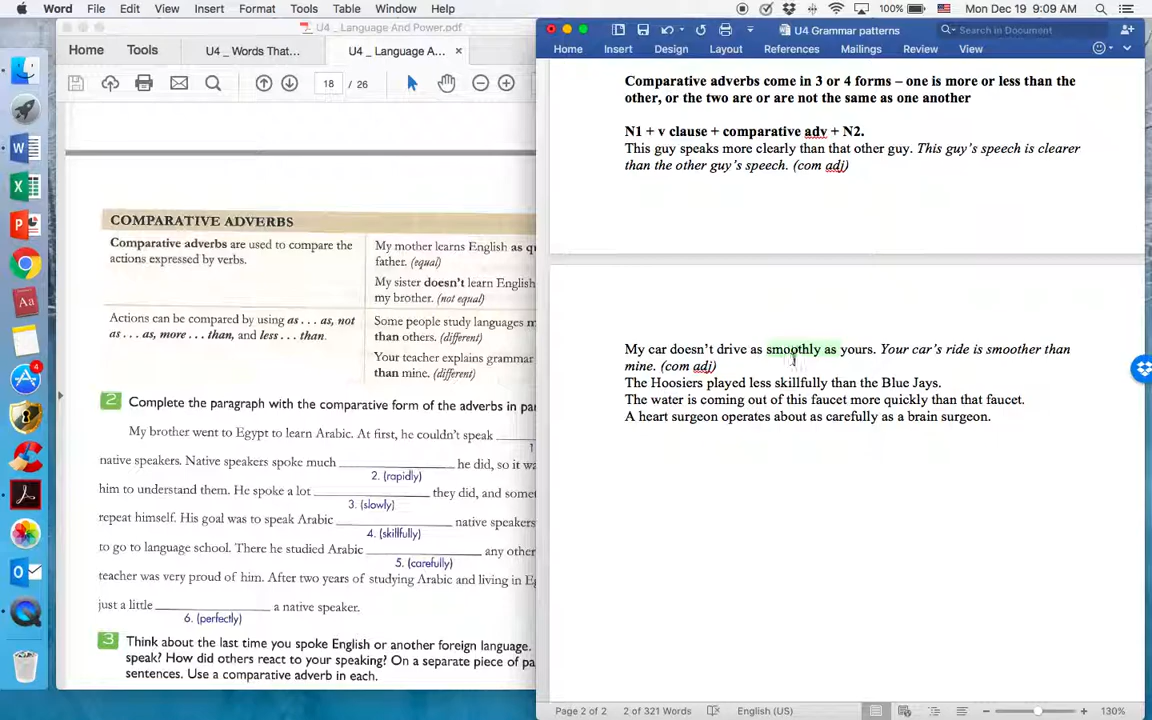 Word File Edit View Insert Format Tools Table Window Help 100% Mon Dec 19 9:09 AM
U4 _ Language And Power.pdf
Home Tools U4 _ Words That... U4 _ Language A... ×
18 / 26
COMPARATIVE ADVERBS
Comparative adverbs are used to compare the
actions expressed by verbs.
My mother learns English as qu
father. (equal)
My sister doesn't learn English
my brother. (not equal)
Actions can be compared by using as . . . as, not
as . . . as, more . . . than, and less . . . than.
Some people study languages m
than others. (different)
Your teacher explains grammar
than mine. (different)
2 Complete the paragraph with the comparative form of the adverbs in par
My brother went to Egypt to learn Arabic. At first, he couldn't speak
1
native speakers. Native speakers spoke much he did, so it wa
2. (rapidly)
him to understand them. He spoke a lot they did, and some
3. (slowly)
repeat himself. His goal was to speak Arabic native speakers
4. (skillfully)
to go to language school. There he studied Arabic any other
5. (carefully)
teacher was very proud of him. After two years of studying Arabic and living in Eg
just a little a native speaker.
6. (perfectly)
3 Think about the last time you spoke English or another foreign language.
speak? How did others react to your speaking? On a separate piece of pa
sentences. Use a comparative adverb in each.
U4 Grammar patterns Search in Document
Home Insert Design Layout References Mailings Review View
Comparative adverbs come in 3 or 4 forms – one is more or less than the
other, or the two are or are not the same as one another
N1 + v clause + comparative adv + N2.
This guy speaks more clearly than that other guy. This guy's speech is clearer
than the other guy's speech. (com adj)
My car doesn't drive as smoothly as yours. Your car's ride is smoother than
mine. (com adj)
The Hoosiers played less skillfully than the Blue Jays.
The water is coming out of this faucet more quickly than that faucet.
A heart surgeon operates about as carefully as a brain surgeon.
Page 2 of 2 2 of 321 Words English (US) 130%